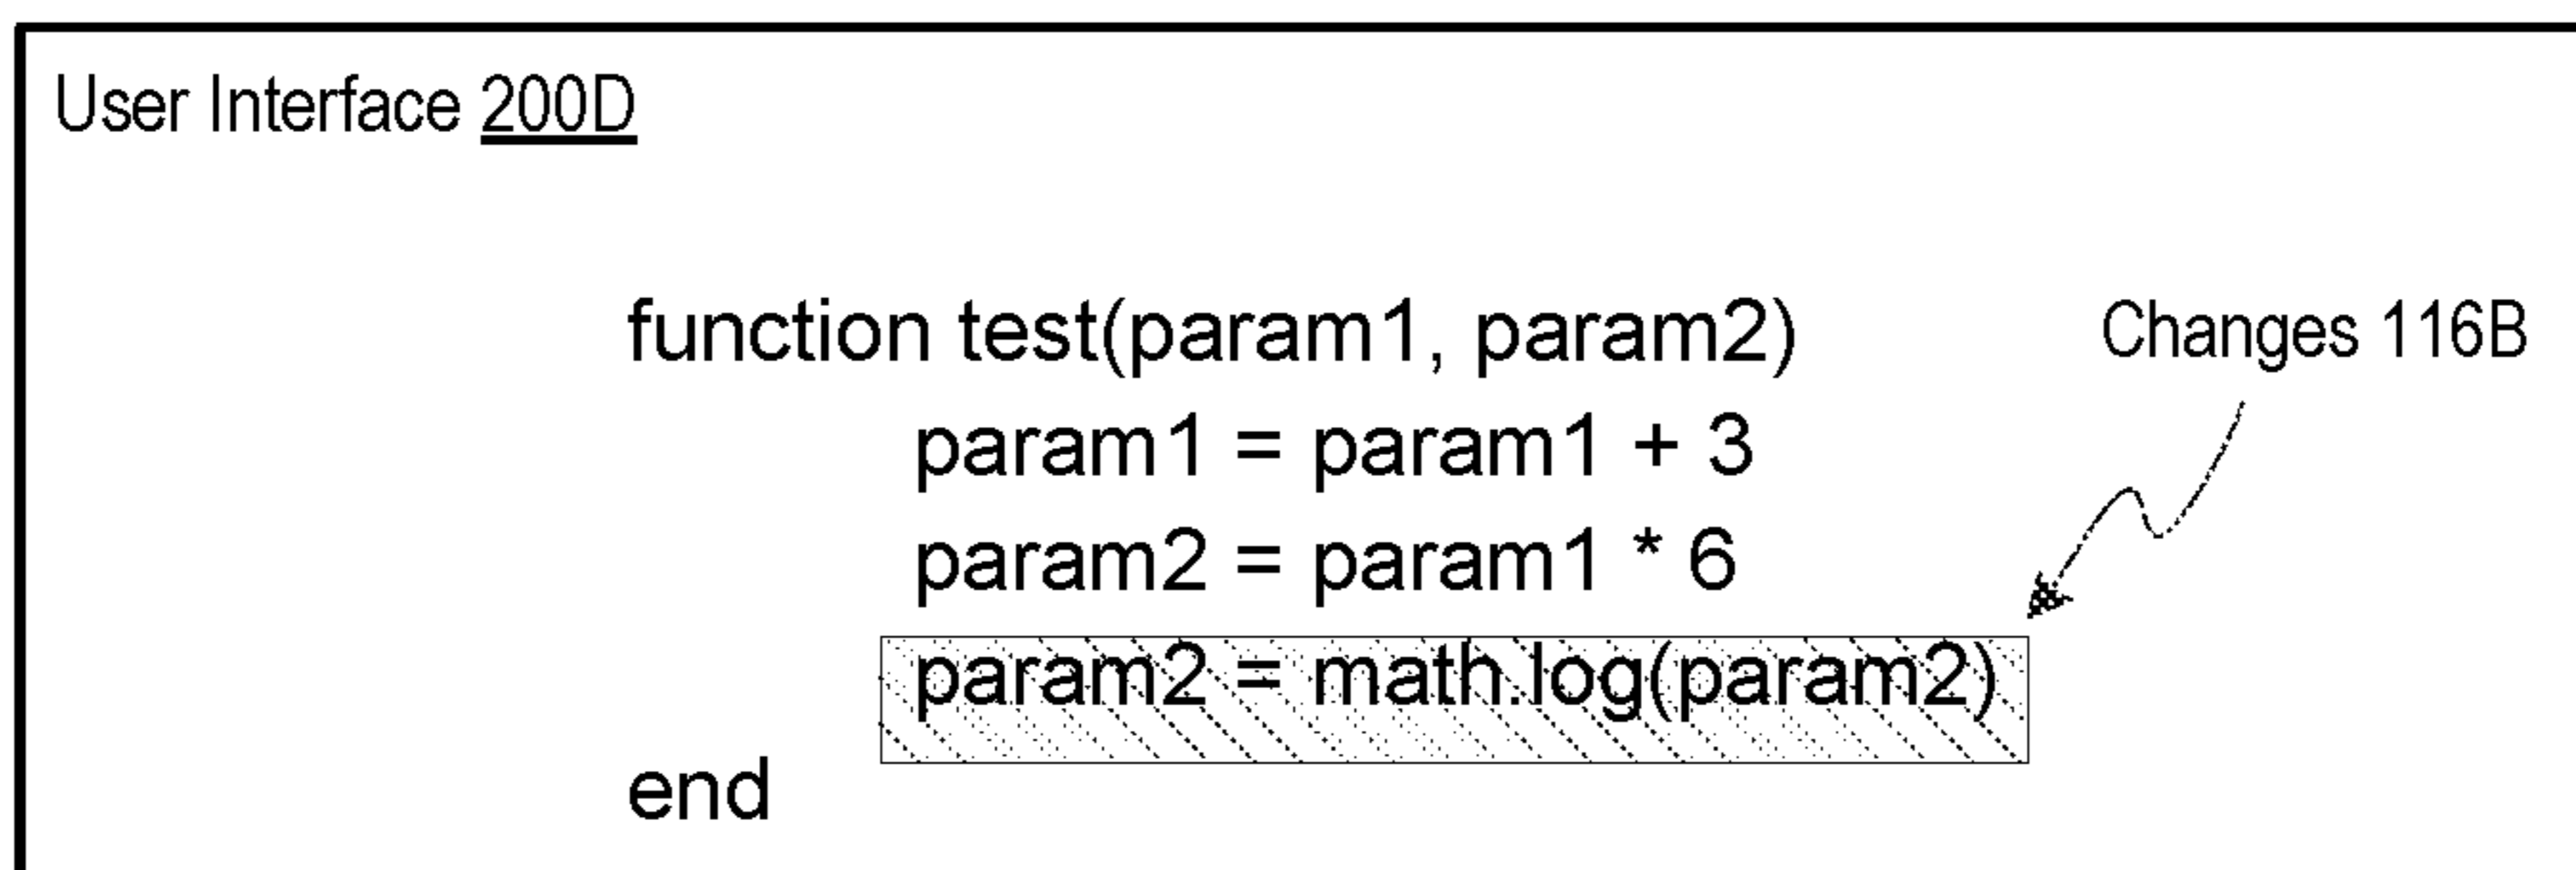 User Interface 200D
function test(param1, param2)
Changes 116B
param1 = param1 + 3
param2 = param1 * 6
param2 = math.log(param2)
end